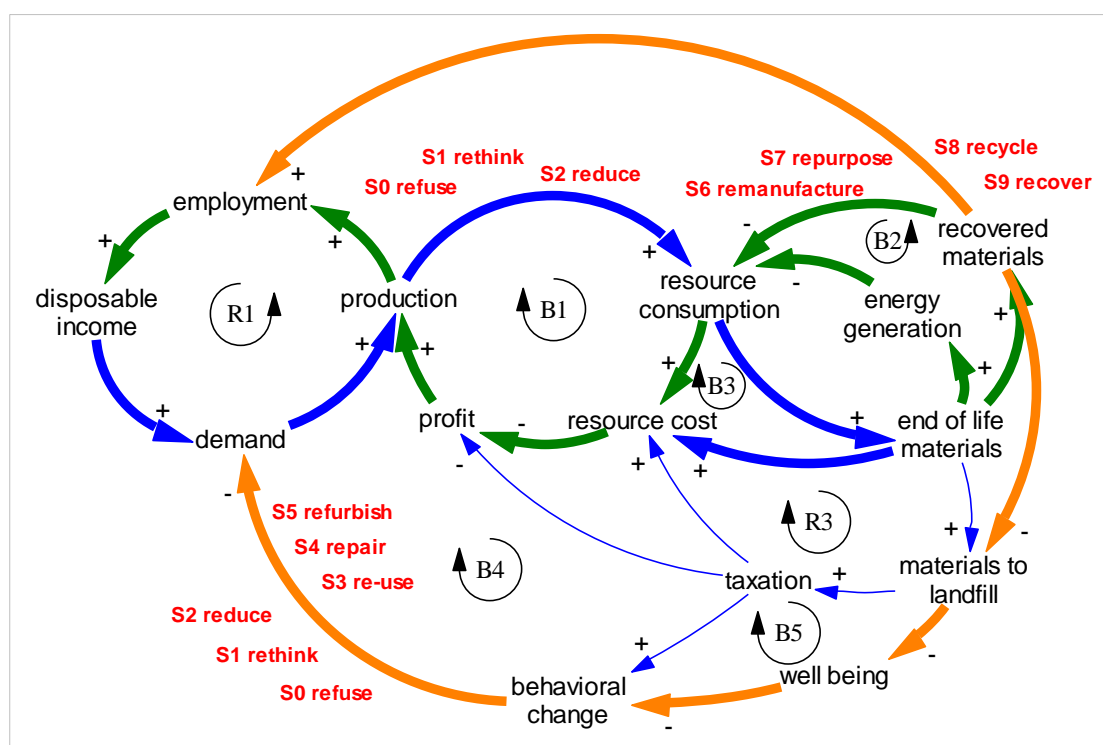 S8 recycle
S1 rethink
S7 repurpose
S2 reduce
S0 refuse
S6 remanufacture
S9 recover
+
employment
+
+
-
recovered
materials
B2
+
resource
consumption
-
energy
generation
disposable
income
R1
production
B1
+
+
+
+
B3
+
+
demand
profit
-
resource cost
+
end of life
materials
-
-
+
+
S5 refurbish
S4 repair
S3 re-use
R3
B4
+
-
taxation
+
materials to
landfill
S2 reduce
S1 rethink
S0 refuse
B5
+
-
well being
behavioral
change
-